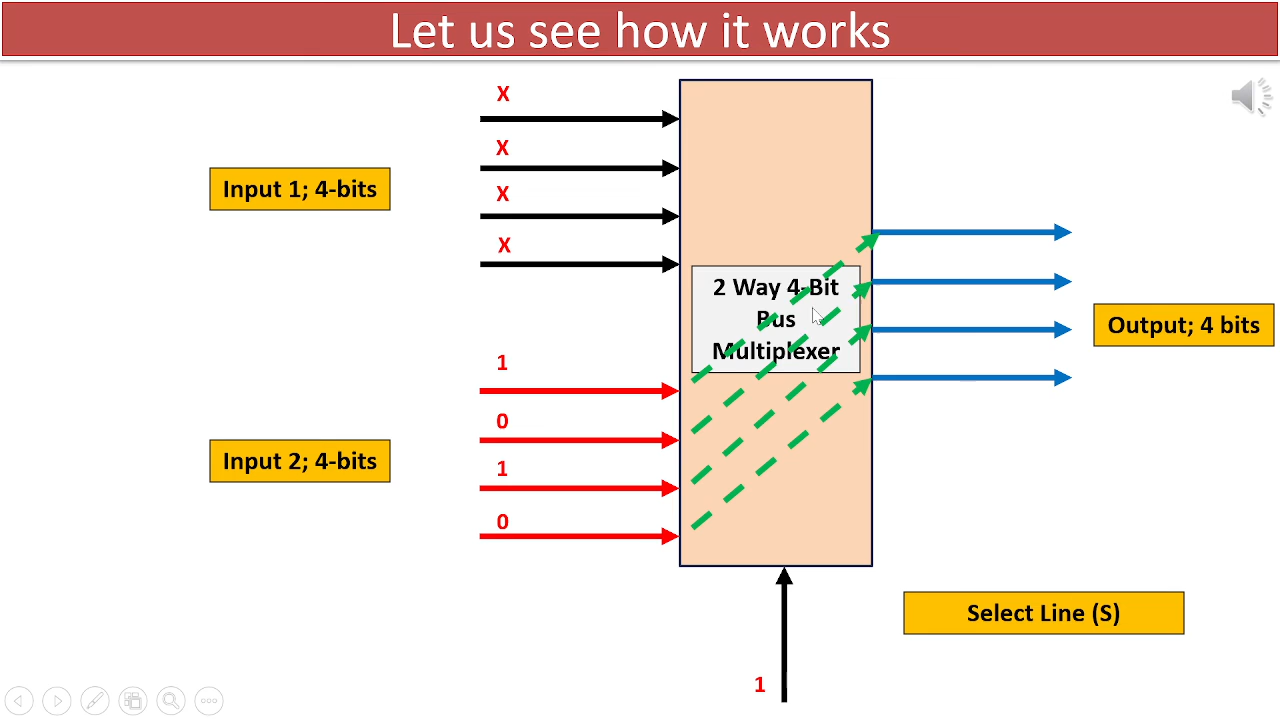 Let us see how it works
X
X
Input 1; 4-bits
X
X
2 Way 4-Bit
Bus
Multiplexer
Output; 4 bits
1
0
Input 2; 4-bits
1
0
Select Line (S)
1